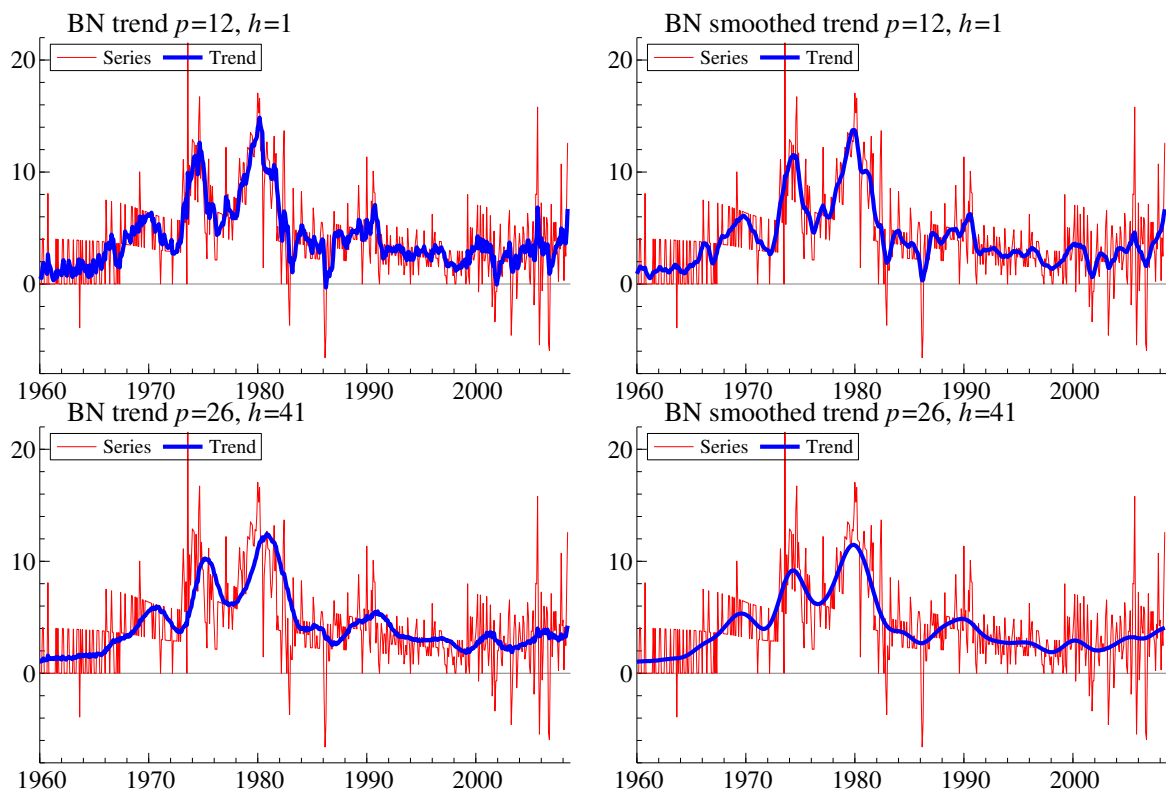 BN trend p=12, h=1
Series Trend
20
10
0
1960 1970 1980 1990 2000
BN smoothed trend p=12, h=1
Series Trend
20
10
0
1960 1970 1980 1990 2000
BN trend p=26, h=41
Series Trend
20
10
0
1960 1970 1980 1990 2000
BN smoothed trend p=26, h=41
Series Trend
20
10
0
1960 1970 1980 1990 2000